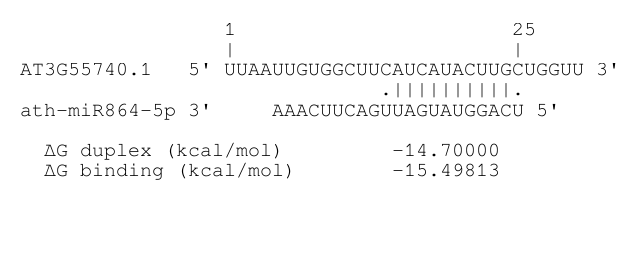 1 25
| |
AT3G55740.1 5' UUAAUUGUGGCUUCAUCAUACUUGCUGGUU 3'
.||||||||||.
ath-miR864-5p 3' AAACUUCAGUUAGUAUGGACU 5'
ΔG duplex (kcal/mol) -14.70000
ΔG binding (kcal/mol) -15.49813